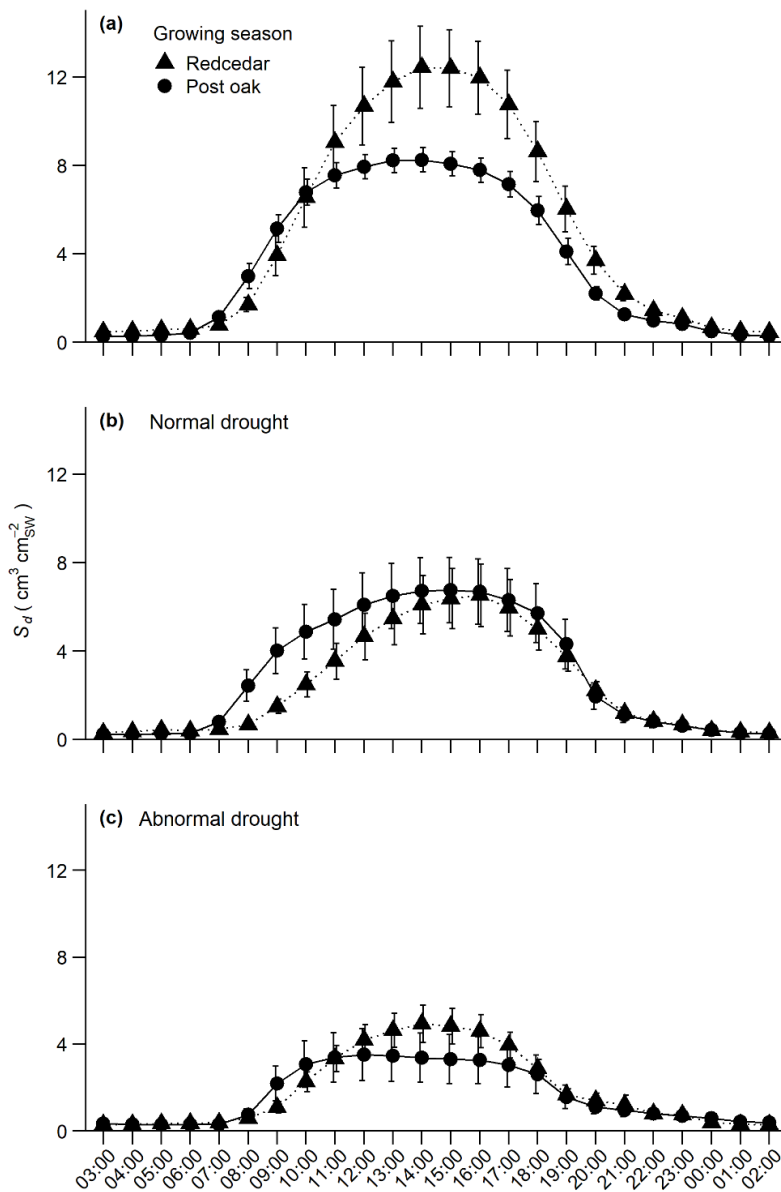 (a) Growing season
Redcedar
Post oak
12
8
4
0
(b) Normal drought
12
8
4
0
S_d ( cm³ cm⁻²_SW )
(c) Abnormal drought
12
8
4
0
03:00 04:00 05:00 06:00 07:00 08:00 09:00 10:00 11:00 12:00 13:00 14:00 15:00 16:00 17:00 18:00 19:00 20:00 21:00 22:00 23:00 00:00 01:00 02:00